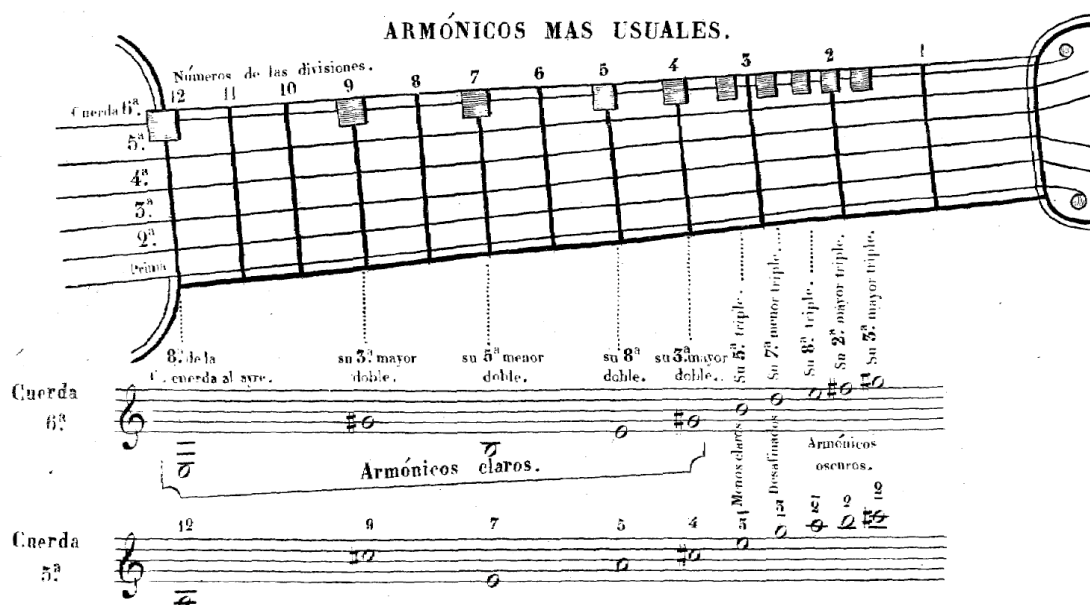 ARMÓNICOS MAS USUALES.
Números de las divisiones.
12 11 10 9 8 7 6 5 4 3 2 1
Cuerda 6ª
5ª
4ª
3ª
2ª
Prima
8ª de la cuerda al ayre.
su 3ª mayor doble.
su 5ª menor doble.
su 8ª doble.
su 3ª mayor doble.
Su 5ª triple.
Su 7ª menor triple.
Su 8ª triple.
Su 2ª mayor triple.
Su 3ª mayor triple.
Cuerda 6ª
Armónicos claros.
Menos claros
Desafinados
Armónicos oscuros.
Cuerda 5ª
12 9 7 5 4